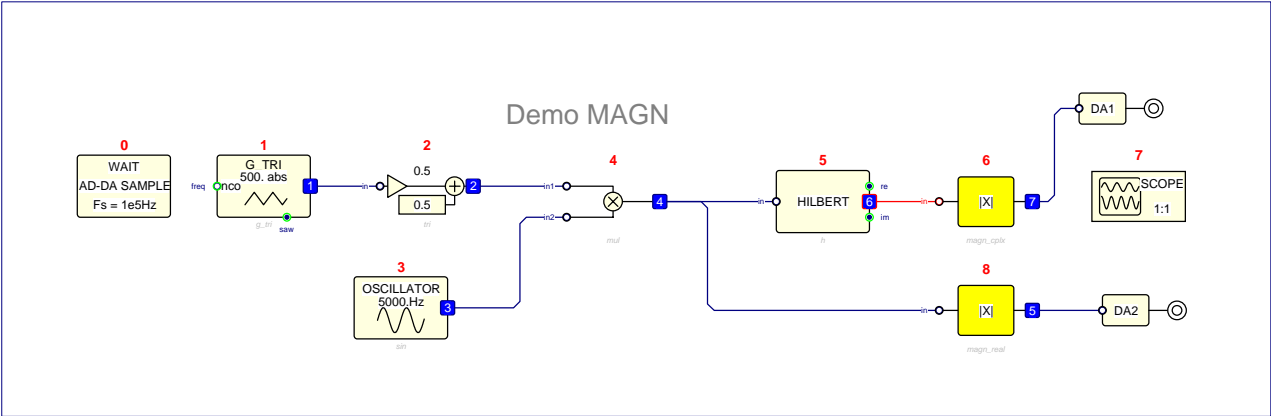 Demo MAGN
0
WAIT
AD-DA SAMPLE
Fs = 1e5Hz
1
G_TRI
500. abs
freq
nco
1
saw
g_tri
2
in
0.5
0.5
2
tri
3
OSCILLATOR
5000.Hz
3
sin
4
in1
in2
4
mul
5
in
HILBERT
re
6
im
h
6
in
|X|
7
magn_cplx
DA1
7
SCOPE
1:1
8
in
|X|
5
magn_real
DA2